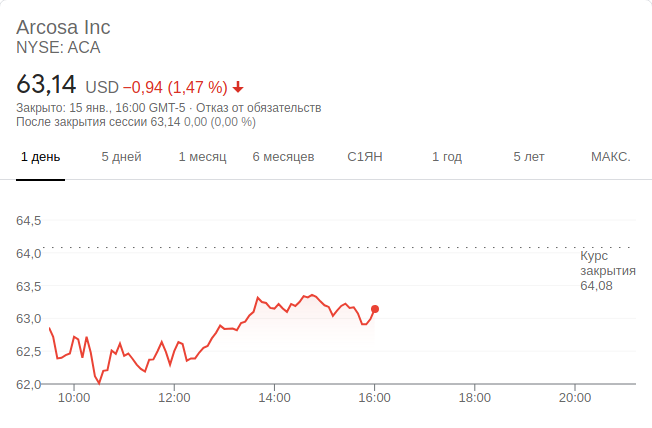 Arcosa Inc
NYSE: ACA
63,14 USD −0,94 (1,47 %)
Закрыто: 15 янв., 16:00 GMT-5 · Отказ от обязательств
После закрытия сессии 63,14 0,00 (0,00 %)
1 день 5 дней 1 месяц 6 месяцев С1ЯН 1 год 5 лет МАКС.
64,5
64,0
Курс
закрытия
63,5
64,08
63,0
62,5
62,0
10:00 12:00 14:00 16:00 18:00 20:00